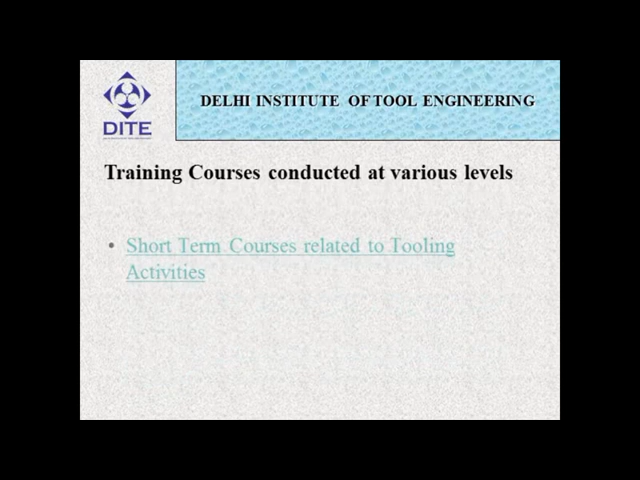 DITE
DELHI INSTITUTE OF TOOL ENGINEERING
Training Courses conducted at various levels
• Short Term Courses related to Tooling
Activities